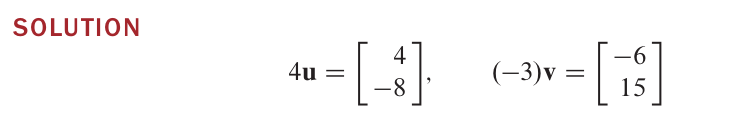 SOLUTION
4u = [ 4 −8 ], (−3)v = [ −6 15 ]